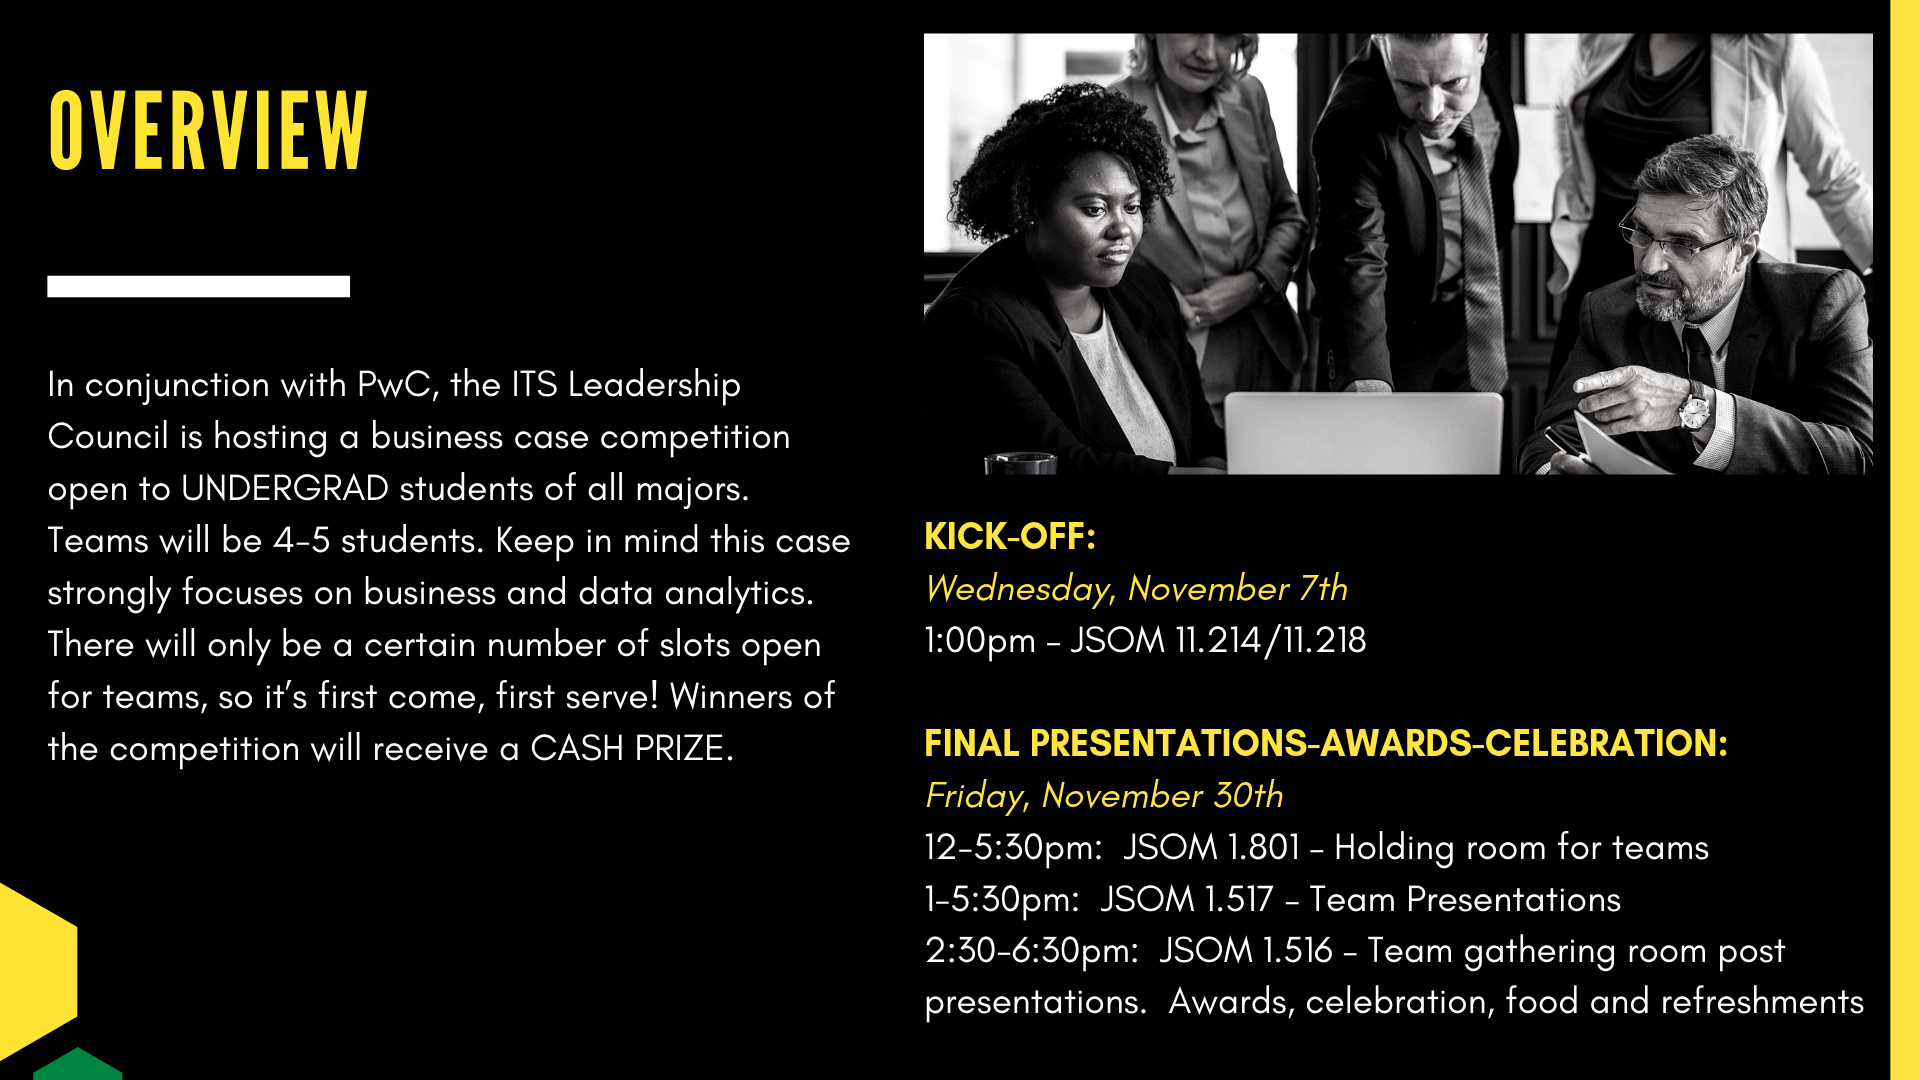 OVERVIEW
In conjunction with PwC, the ITS Leadership
Council is hosting a business case competition
open to UNDERGRAD students of all majors.
Teams will be 4-5 students. Keep in mind this case
strongly focuses on business and data analytics.
There will only be a certain number of slots open
for teams, so it’s first come, first serve! Winners of
the competition will receive a CASH PRIZE.
KICK-OFF:
Wednesday, November 7th
1:00pm – JSOM 11.214/11.218
FINAL PRESENTATIONS-AWARDS-CELEBRATION:
Friday, November 30th
12-5:30pm:  JSOM 1.801 – Holding room for teams
1-5:30pm:  JSOM 1.517 – Team Presentations
2:30-6:30pm:  JSOM 1.516 – Team gathering room post
presentations.  Awards, celebration, food and refreshments